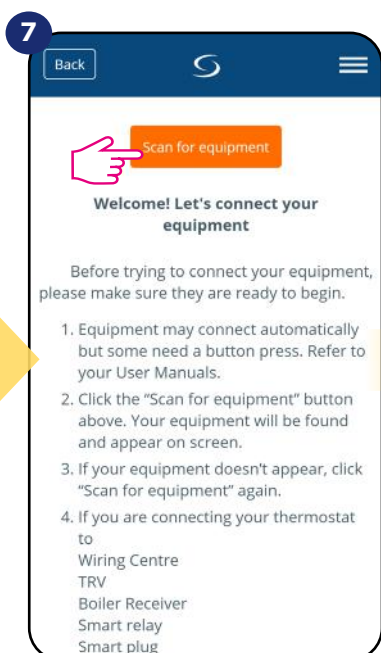 7
Back
Scan for equipment
Welcome! Let's connect your
equipment
Before trying to connect your equipment,
please make sure they are ready to begin.
1. Equipment may connect automatically
but some need a button press. Refer to
your User Manuals.
2. Click the “Scan for equipment” button
above. Your equipment will be found
and appear on screen.
3. If your equipment doesn't appear, click
“Scan for equipment” again.
4. If you are connecting your thermostat
to
Wiring Centre
TRV
Boiler Receiver
Smart relay
Smart plug